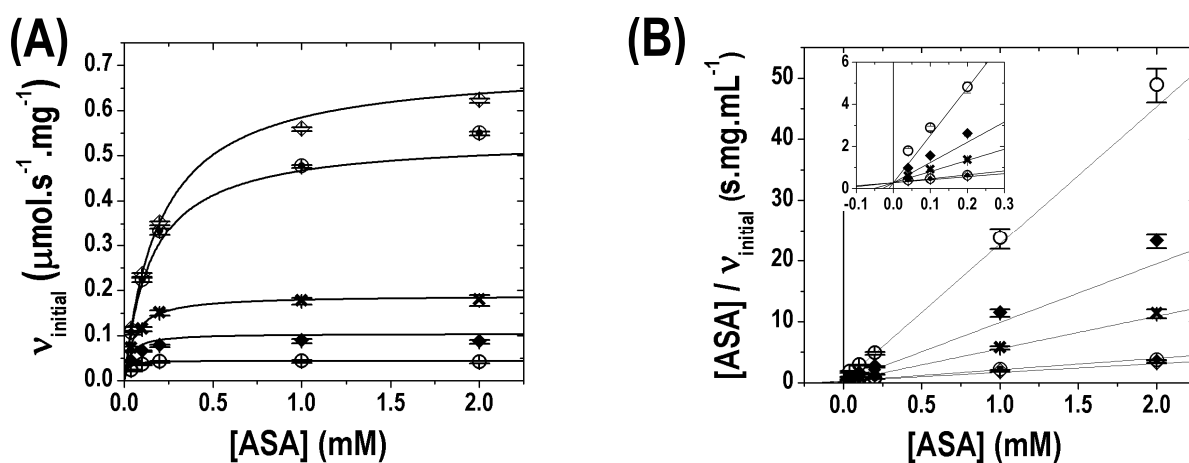 (A)
0.7
0.6
0.5
0.4
0.3
0.2
0.1
0.0
ν initial (μmol.s⁻¹.mg⁻¹)
0.0 0.5 1.0 1.5 2.0
[ASA] (mM)
(B)
50
40
30
20
10
0
[ASA] / ν initial (s.mg.mL⁻¹)
6
4
2
0
-0.1 0.0 0.1 0.2 0.3
0.0 0.5 1.0 1.5 2.0
[ASA] (mM)